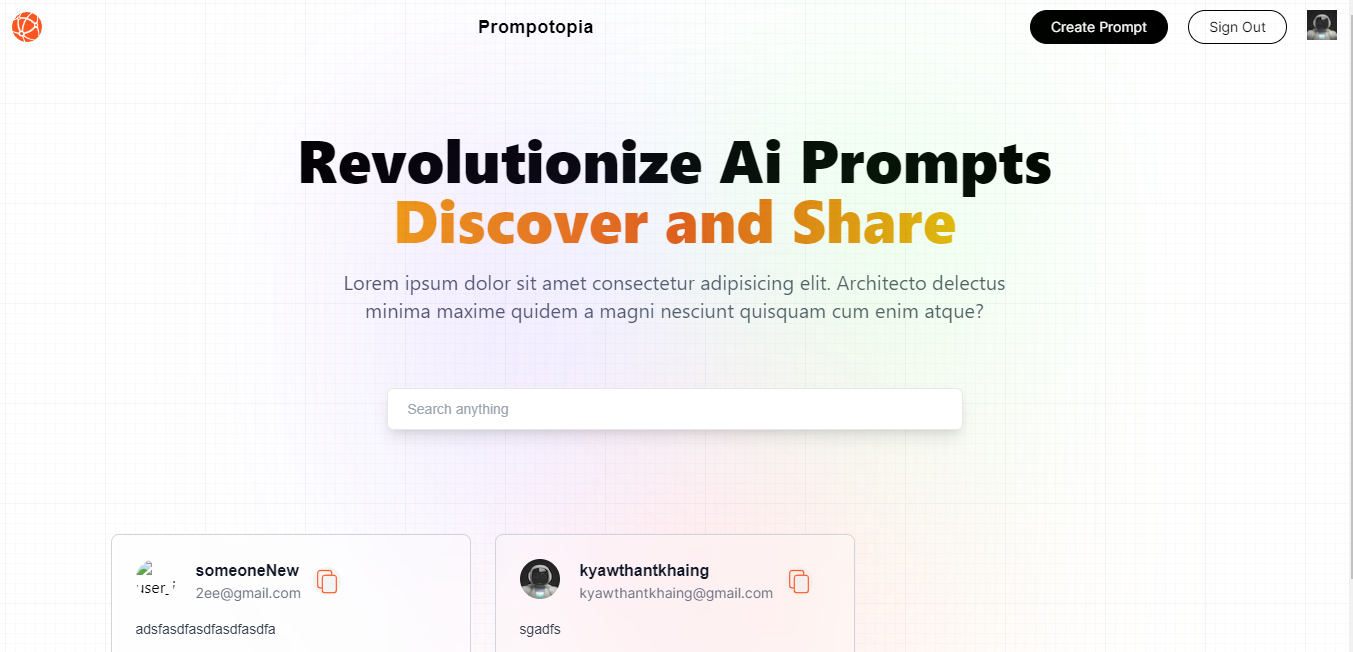 Prompotopia
Create Prompt
Sign Out
Revolutionize Ai Prompts
Discover and Share
Lorem ipsum dolor sit amet consectetur adipisicing elit. Architecto delectus
minima maxime quidem a magni nesciunt quisquam cum enim atque?
Search anything
someoneNew
2ee@gmail.com
user_i
adsfasdfasdfasdfasdfa
kyawthantkhaing
kyawthantkhaing@gmail.com
sgadfs